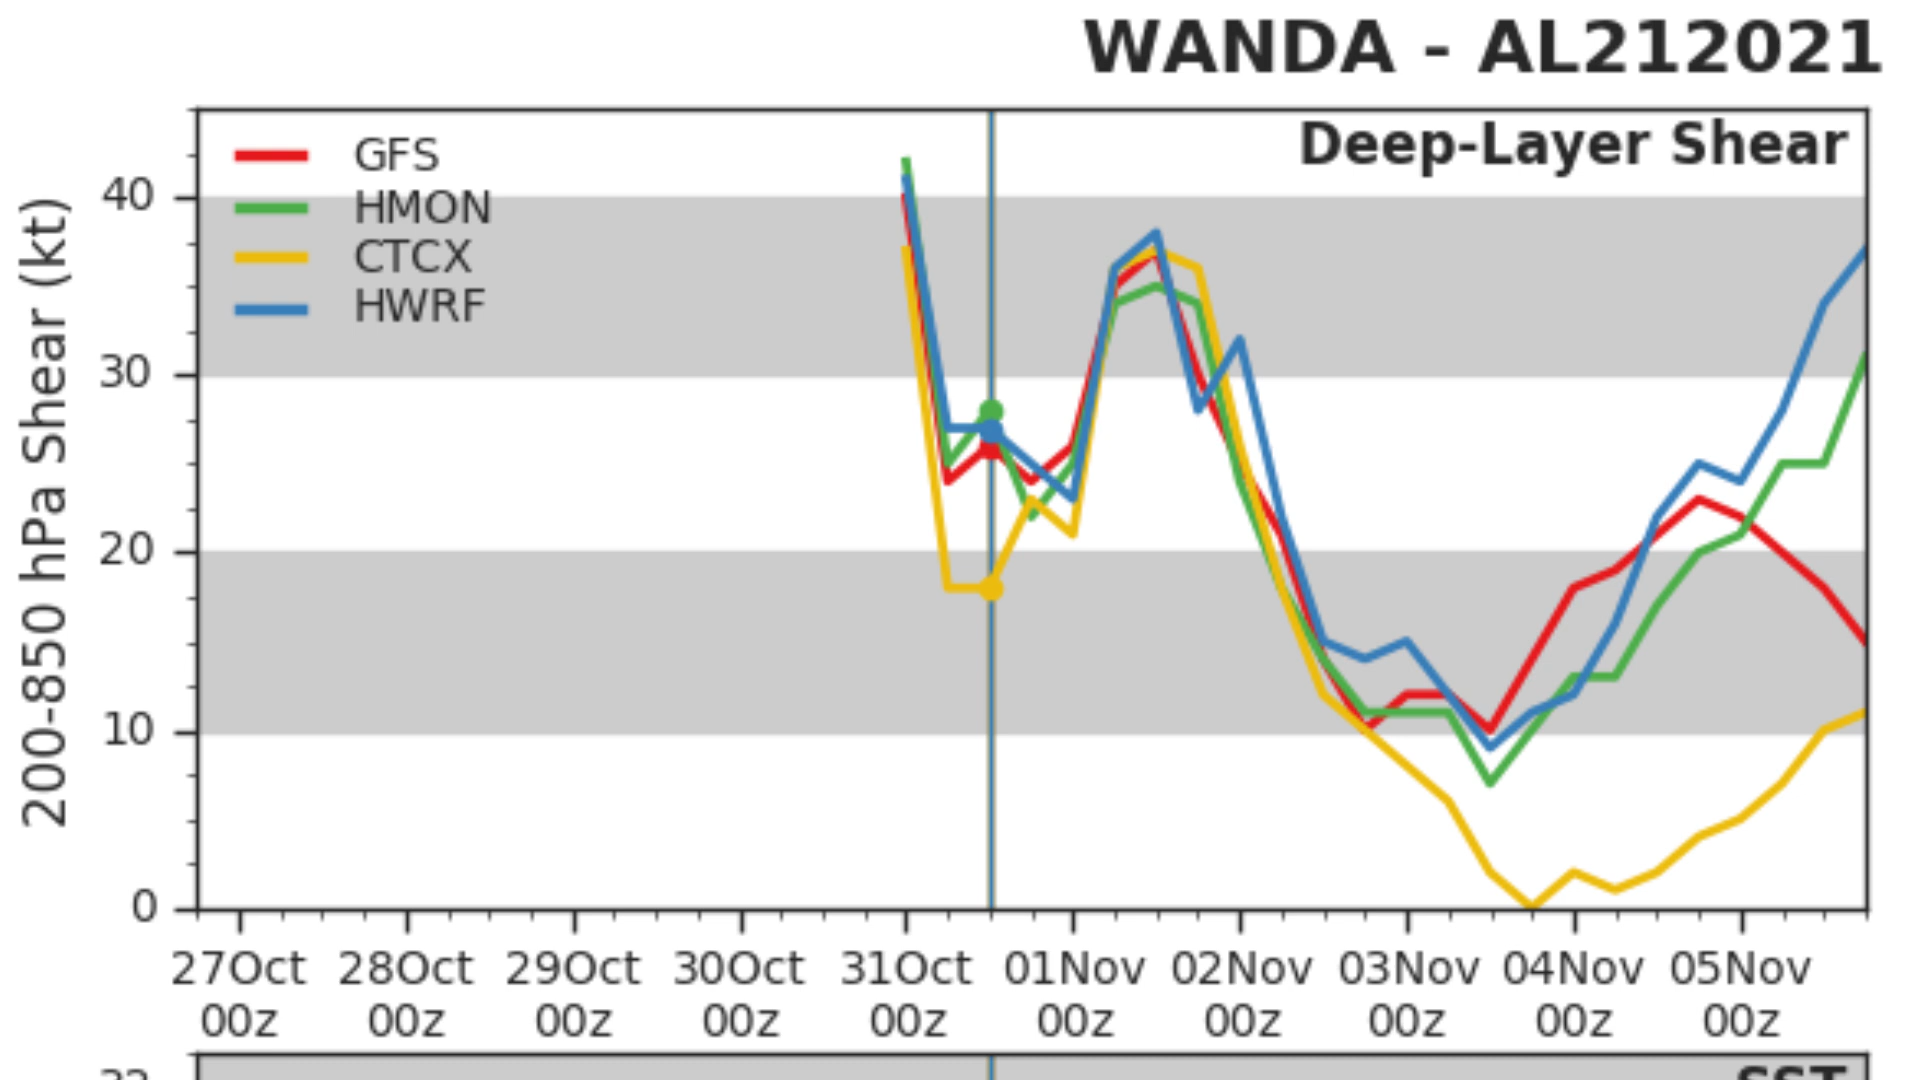 WANDA - AL212021
Deep-Layer Shear
GFS
HMON
CTCX
HWRF
200-850 hPa Shear (kt)
40
30
20
10
0
27Oct 28Oct 29Oct 30Oct 31Oct 01Nov 02Nov 03Nov 04Nov 05Nov
00z 00z 00z 00z 00z 00z 00z 00z 00z 00z
SST